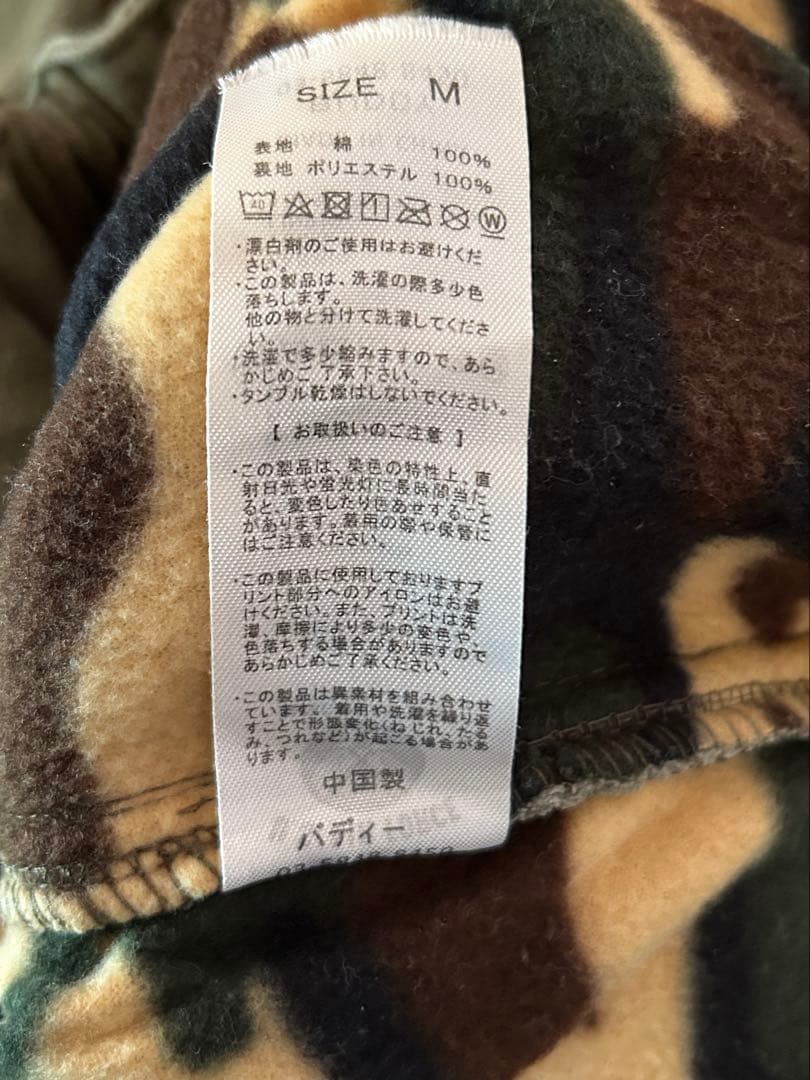 SIZE M
表地 綿 100%
裏地 ポリエステル 100%
40
W
・漂白剤のご使用はお避けくだ
さい。
・この製品は、洗濯の際多少色
落ちします。
他の物と分けて洗濯してくださ
い。
・洗濯で多少縮みますので、あら
かじめご了承下さい。
・タンブル乾燥はしないでください。
【 お取扱いのご注意 】
・この製品は、染色の特性上、直
射日光や蛍光灯に長時間当た
ると、変色したり色あせすること
があります。着用の際や保管に
はご注意ください。
・この製品に使用しておりますプ
リント部分へのアイロンはお避
けください。また、プリントは洗
濯、摩擦により多少の変色や、
色落ちする場合がありますので
あらかじめご了承ください。
・この製品は異素材を組み合わせ
ています。着用や洗濯を繰り返
すことで形態変化(ねじれ、たる
み、つれなど)が起こる場合があ
ります。
中国製
バディー